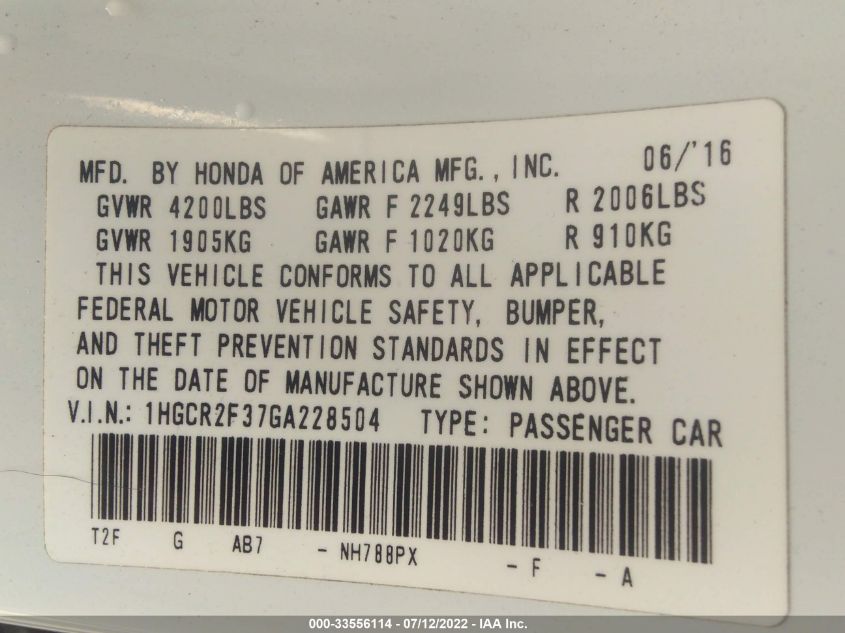 MFD. BY HONDA OF AMERICA MFG., INC. 06/'16
GVWR 4200LBS GAWR F 2249LBS R 2006LBS
GVWR 1905KG GAWR F 1020KG R 910KG
THIS VEHICLE CONFORMS TO ALL APPLICABLE
FEDERAL MOTOR VEHICLE SAFETY, BUMPER,
AND THEFT PREVENTION STANDARDS IN EFFECT
ON THE DATE OF MANUFACTURE SHOWN ABOVE.
V.I.N.: 1HGCR2F37GA228504 TYPE: PASSENGER CAR
T2F G AB7 - NH788PX - F - A
000-33556114 - 07/12/2022 - IAA Inc.